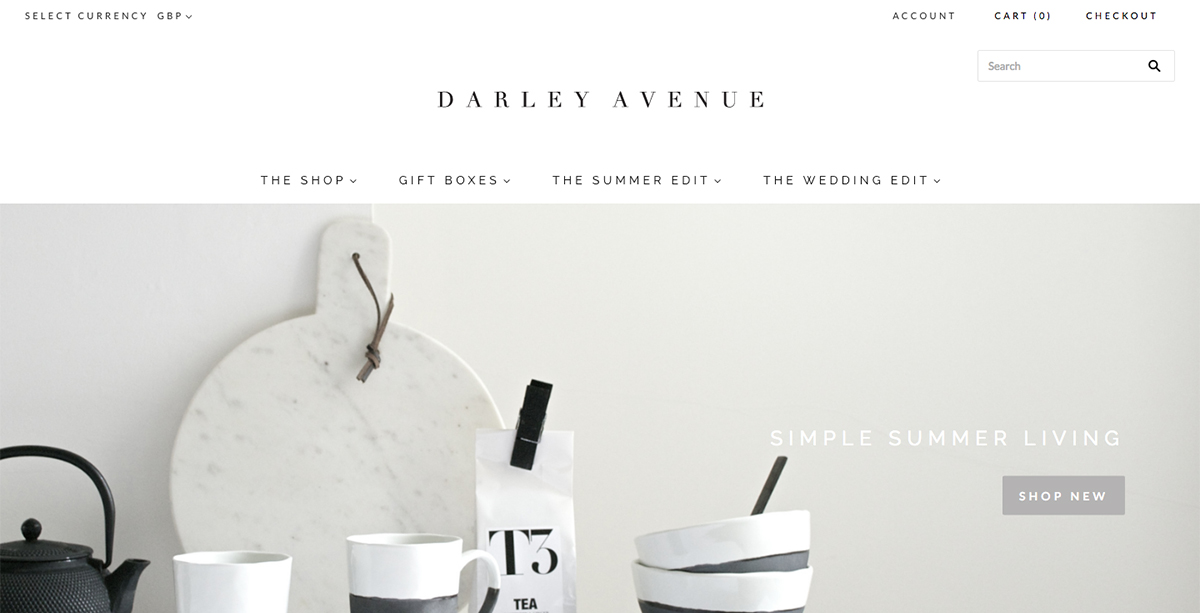 SELECT CURRENCY GBP
ACCOUNT CART (0) CHECKOUT
Search
DARLEY AVENUE
THE SHOP GIFT BOXES THE SUMMER EDIT THE WEDDING EDIT
SIMPLE SUMMER LIVING
SHOP NEW
T3
TEA